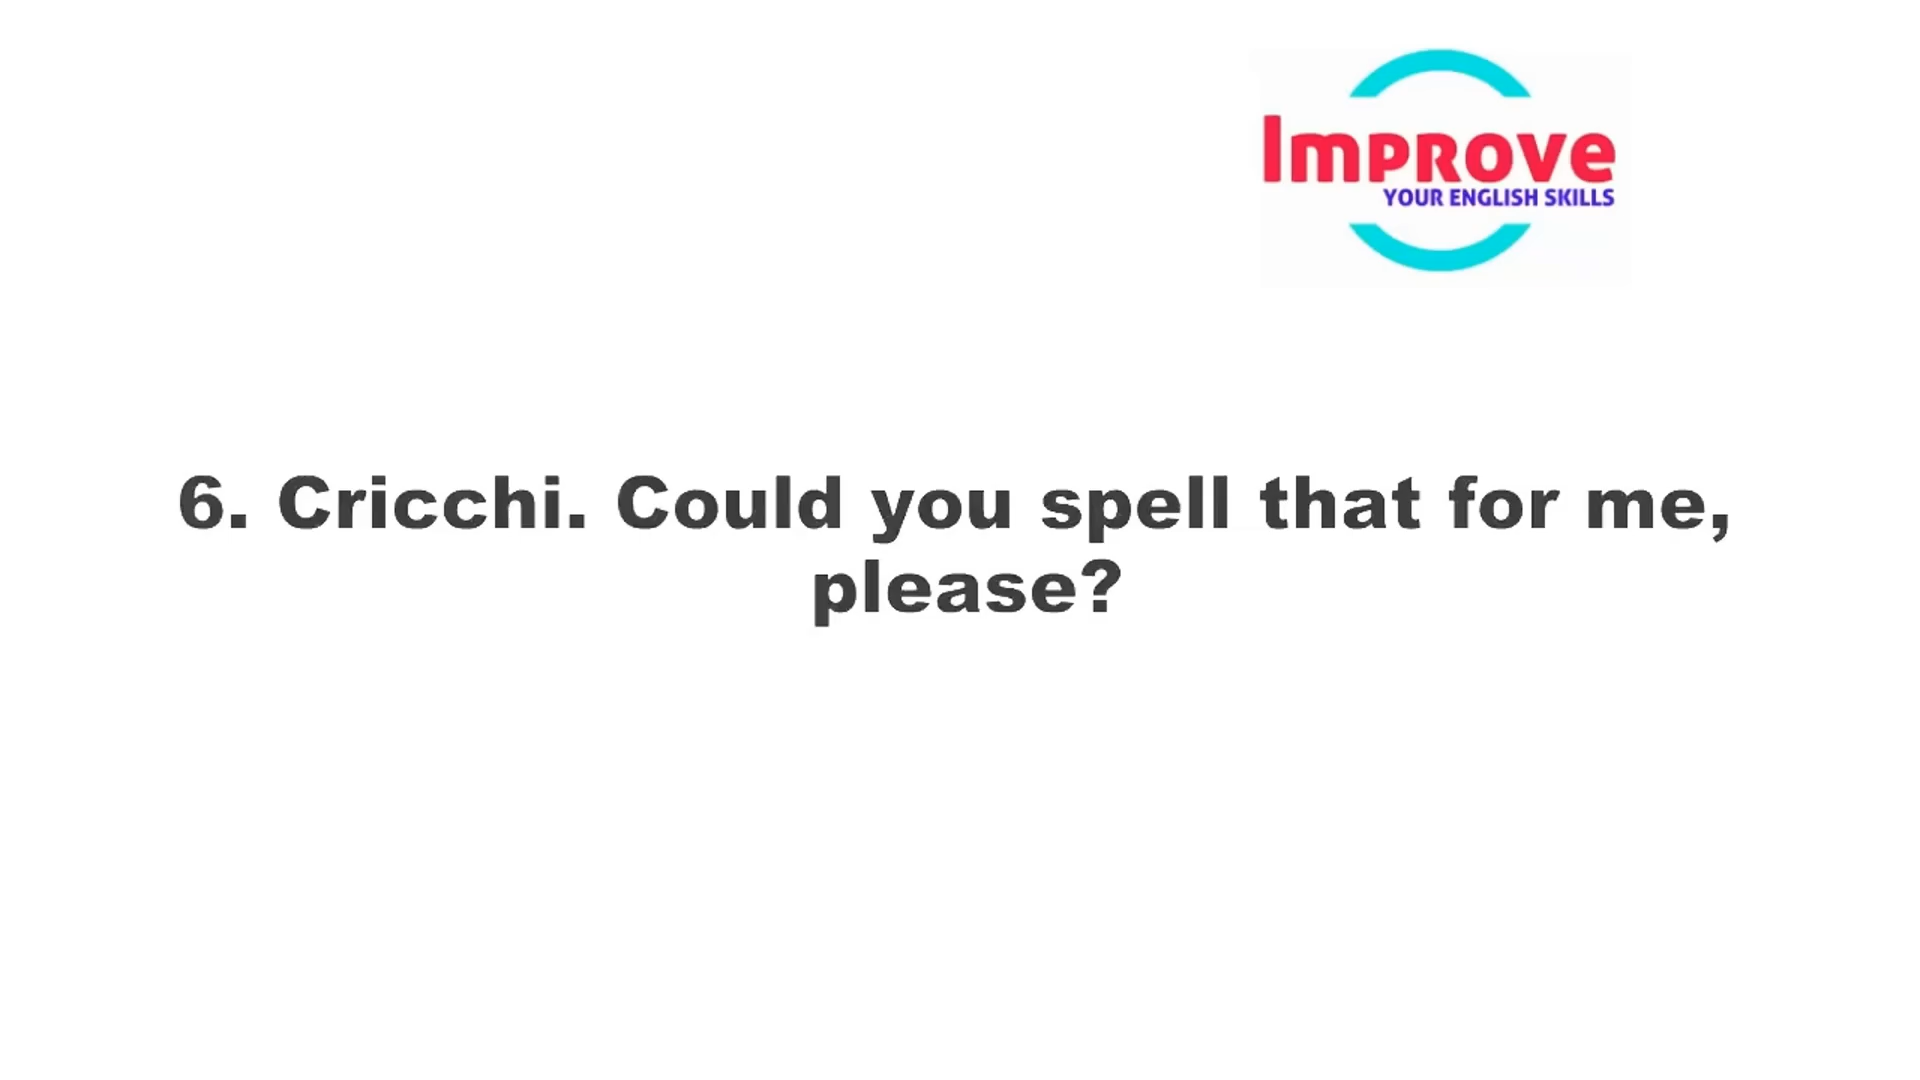 Improve
YOUR ENGLISH SKILLS
6. Cricchi. Could you spell that for me,
please?